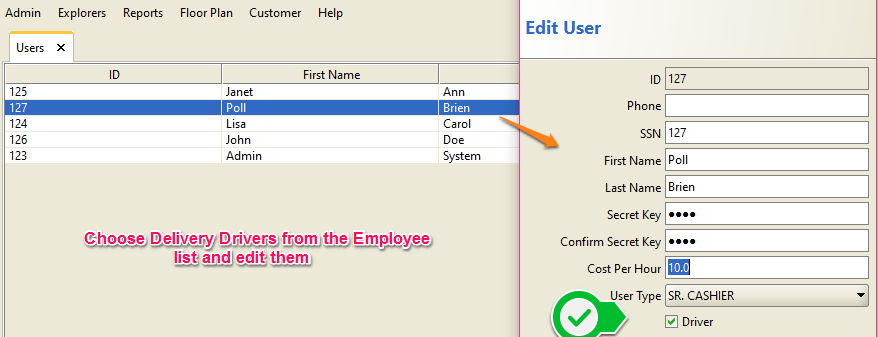 Admin Explorers Reports Floor Plan Customer Help
Users
ID First Name
125 Janet Ann
127 Poll Brien
124 Lisa Carol
126 John Doe
123 Admin System
Choose Delivery Drivers from the Employee
list and edit them
Edit User
ID 127
Phone
SSN 127
First Name Poll
Last Name Brien
Secret Key ●●●●
Confirm Secret Key ●●●●
Cost Per Hour 10.0
User Type SR. CASHIER
Driver